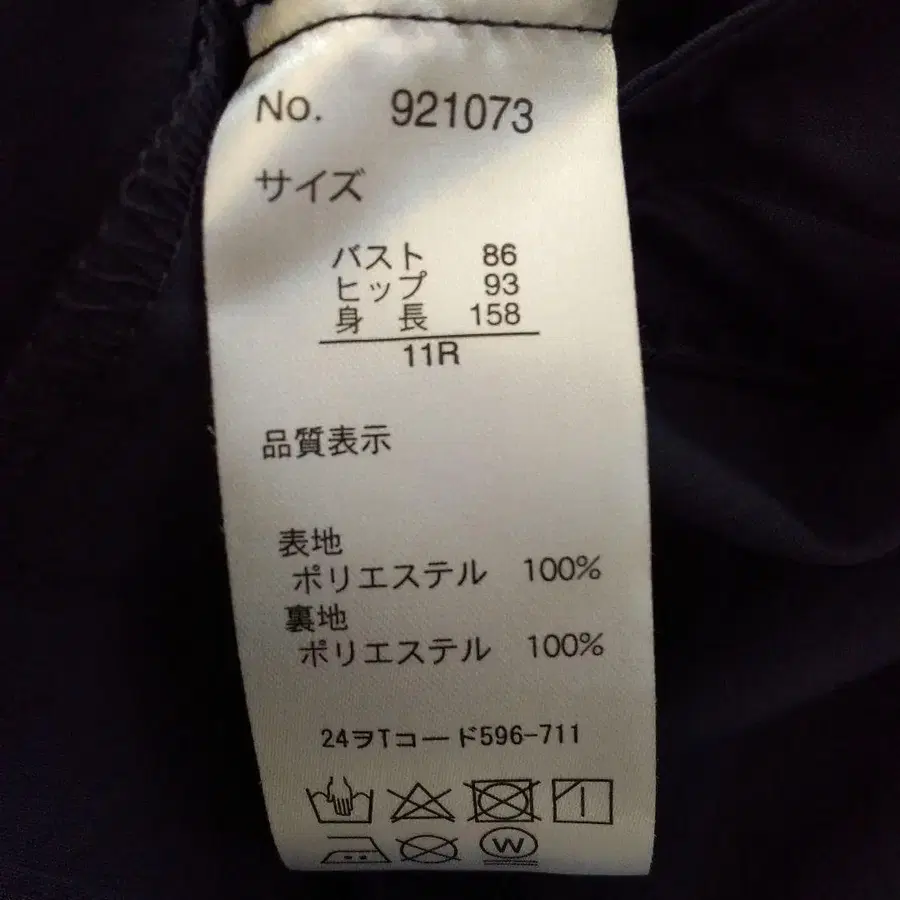 No. 921073
サイズ
バスト 86
ヒップ 93
身長 158
11R
品質表示
表地
ポリエステル 100%
裏地
ポリエステル 100%
24ヲTコード596-711
W